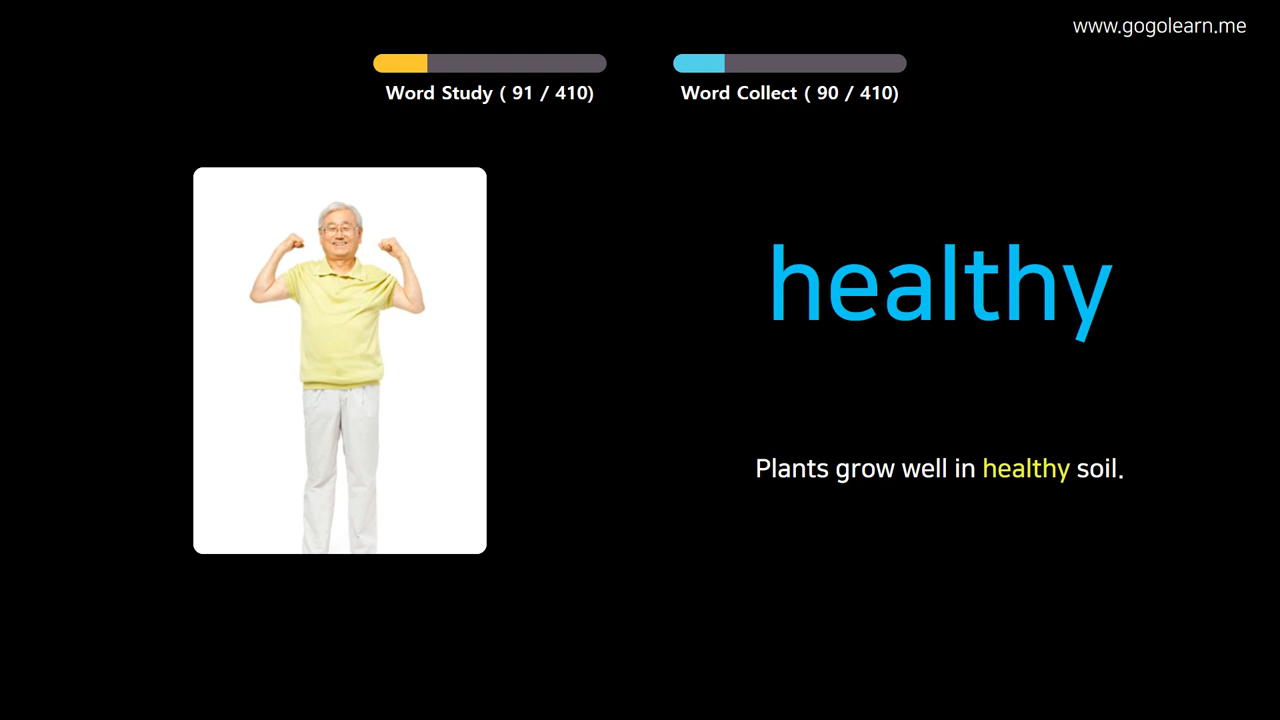 www.gogolearn.me
Word Study ( 91 / 410)
Word Collect ( 90 / 410)
healthy
Plants grow well in healthy soil.